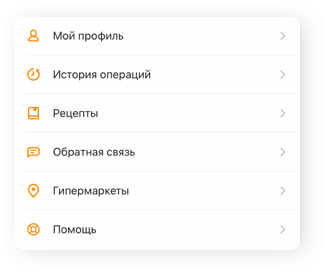 Мой профиль
История операций
Рецепты
Обратная связь
Гипермаркеты
Помощь